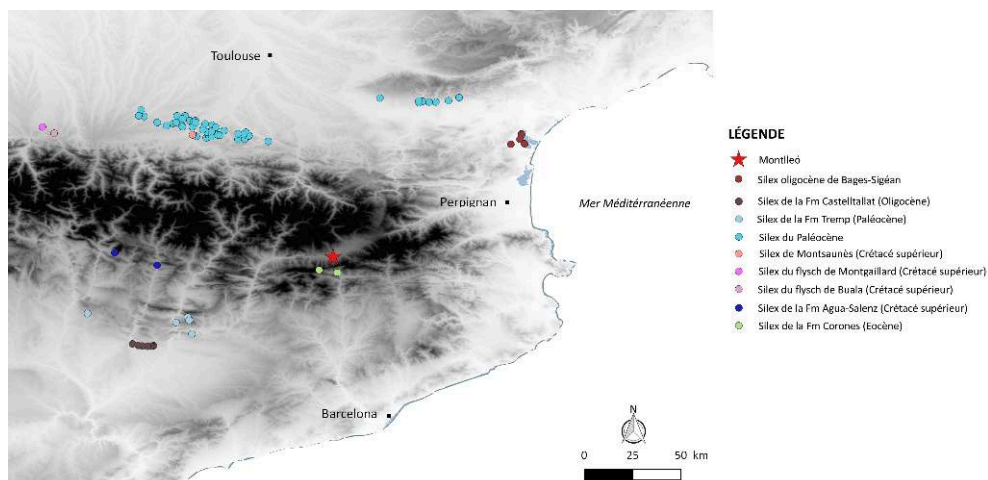 Toulouse
Perpignan
Mer Méditérranéenne
Barcelona
N
0 25 50 km
LÉGENDE
Montlleó
Silex oligocène de Bages-Sigéan
Silex de la Fm Castelltallat (Oligocène)
Silex de la Fm Tremp (Paléocène)
Silex du Paléocène
Silex de Montsaunès (Crétacé supérieur)
Silex du flysch de Montgaillard (Crétacé supérieur)
Silex du flysch de Buala (Crétacé supérieur)
Silex de la Fm Agua-Salenz (Crétacé supérieur)
Silex de la Fm Corones (Eocène)